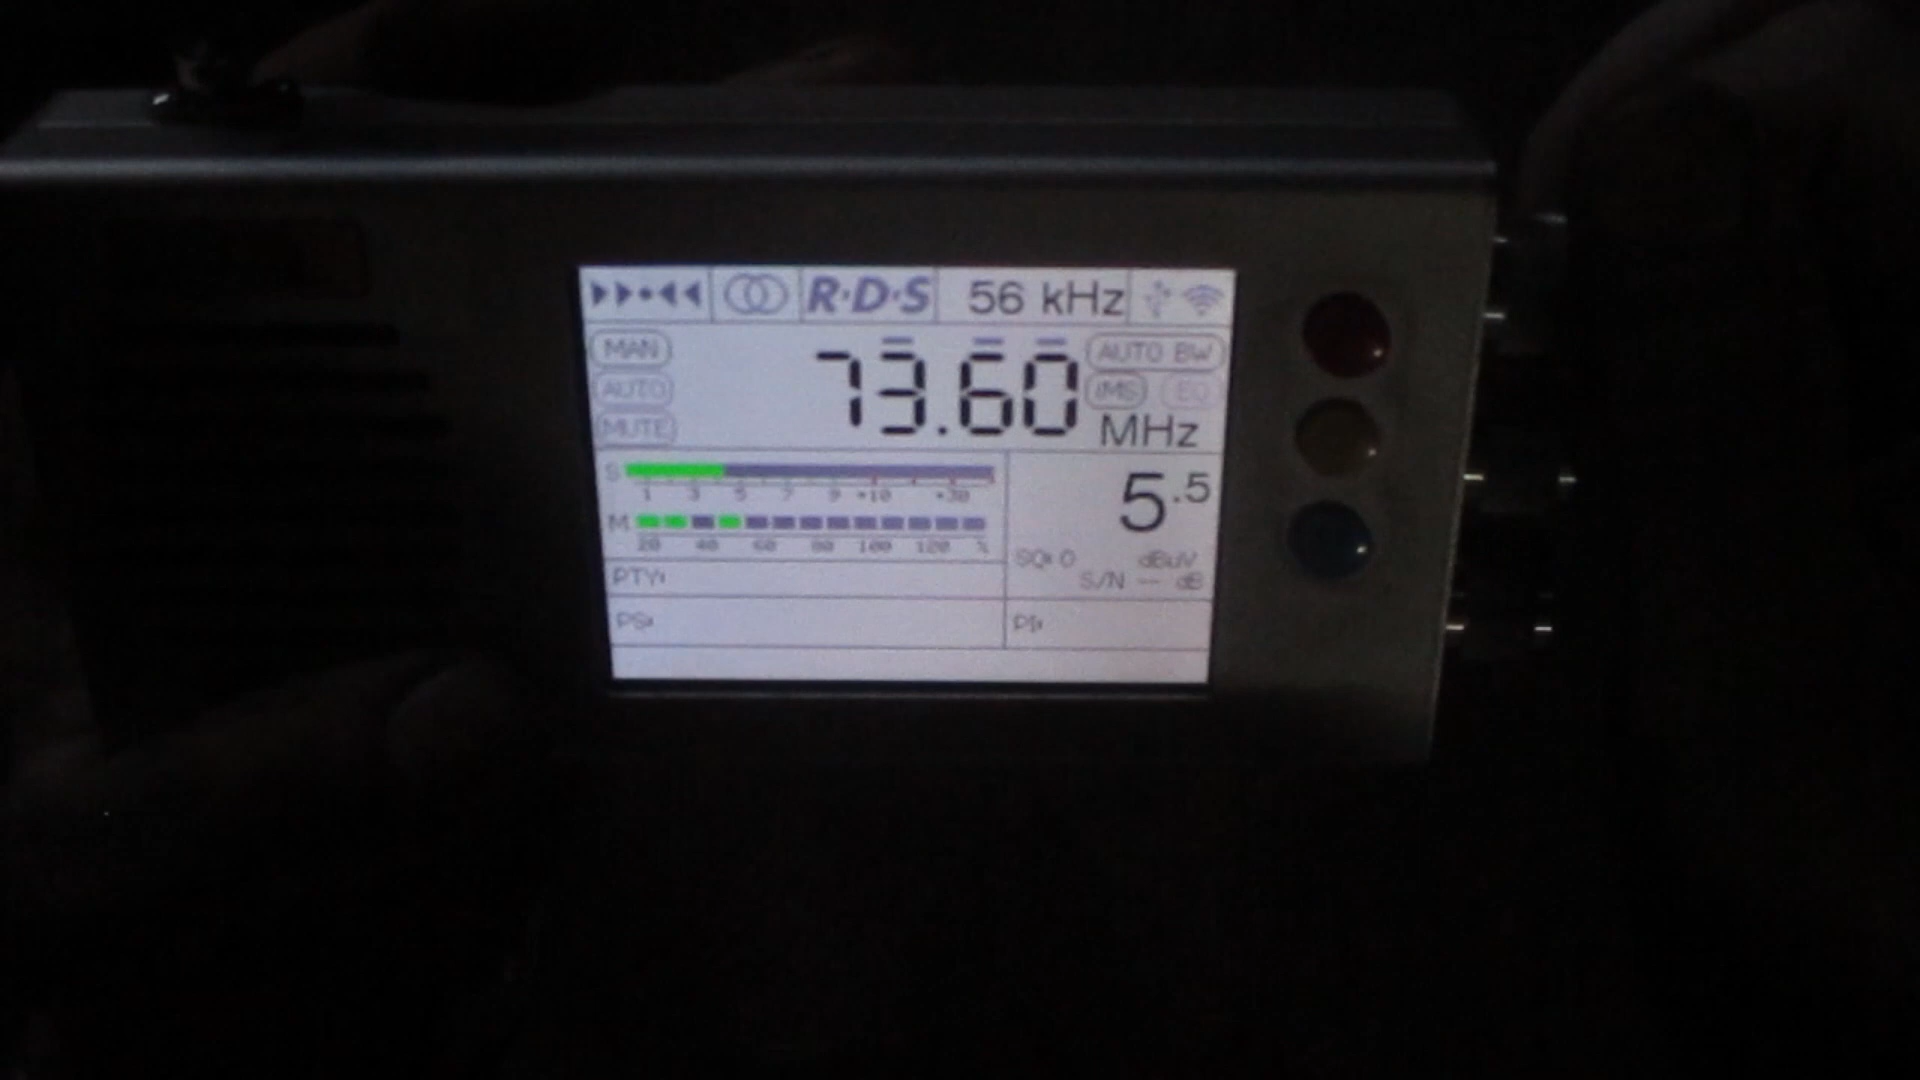 R·D·S 56 kHz
MAN 73.60 AUTO BW
AUTO iMS EQ
MUTE MHz
S
1 3 5 7 9 +10 +30
5.5
M
20 40 60 80 100 120 %
SQ: 0 dBuV
S/N -- dB
PTY:
PS: PI: